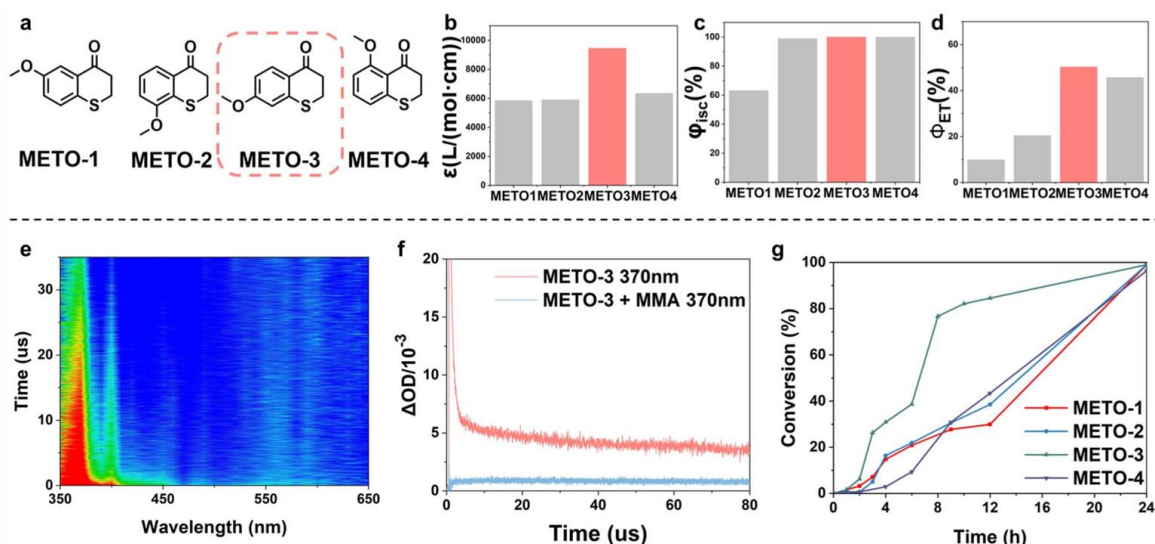 a
O
O
S
METO-1
O
S
O
METO-2
O
O
S
METO-3
O
O
S
METO-4
b
ε(L/(mol·cm))
10000
8000
6000
4000
2000
0
METO1 METO2 METO3 METO4
c
φisc(%)
100
80
60
40
20
0
METO1 METO2 METO3 METO4
d
ΦET(%)
60
40
20
0
METO1 METO2 METO3 METO4
e
Time (us)
30
20
10
0
350 450 550 650
Wavelength (nm)
f
ΔOD/10-3
20
15
10
5
0
METO-3 370nm
METO-3 + MMA 370nm
0 20 40 60 80
Time (us)
g
Conversion (%)
100
80
60
40
20
0
METO-1
METO-2
METO-3
METO-4
0 4 8 12 16 20 24
Time (h)